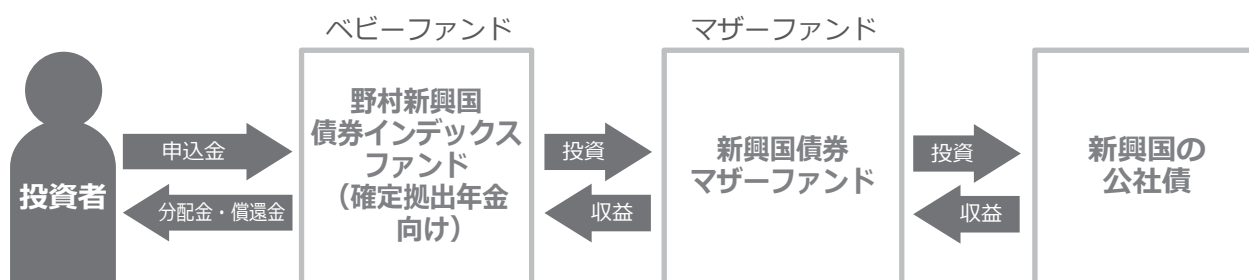 ベビーファンド
マザーファンド
投資者
申込金
分配金・償還金
野村新興国
債券インデックス
ファンド
（確定拠出年金
向け）
投資
収益
新興国債券
マザーファンド
投資
収益
新興国の
公社債